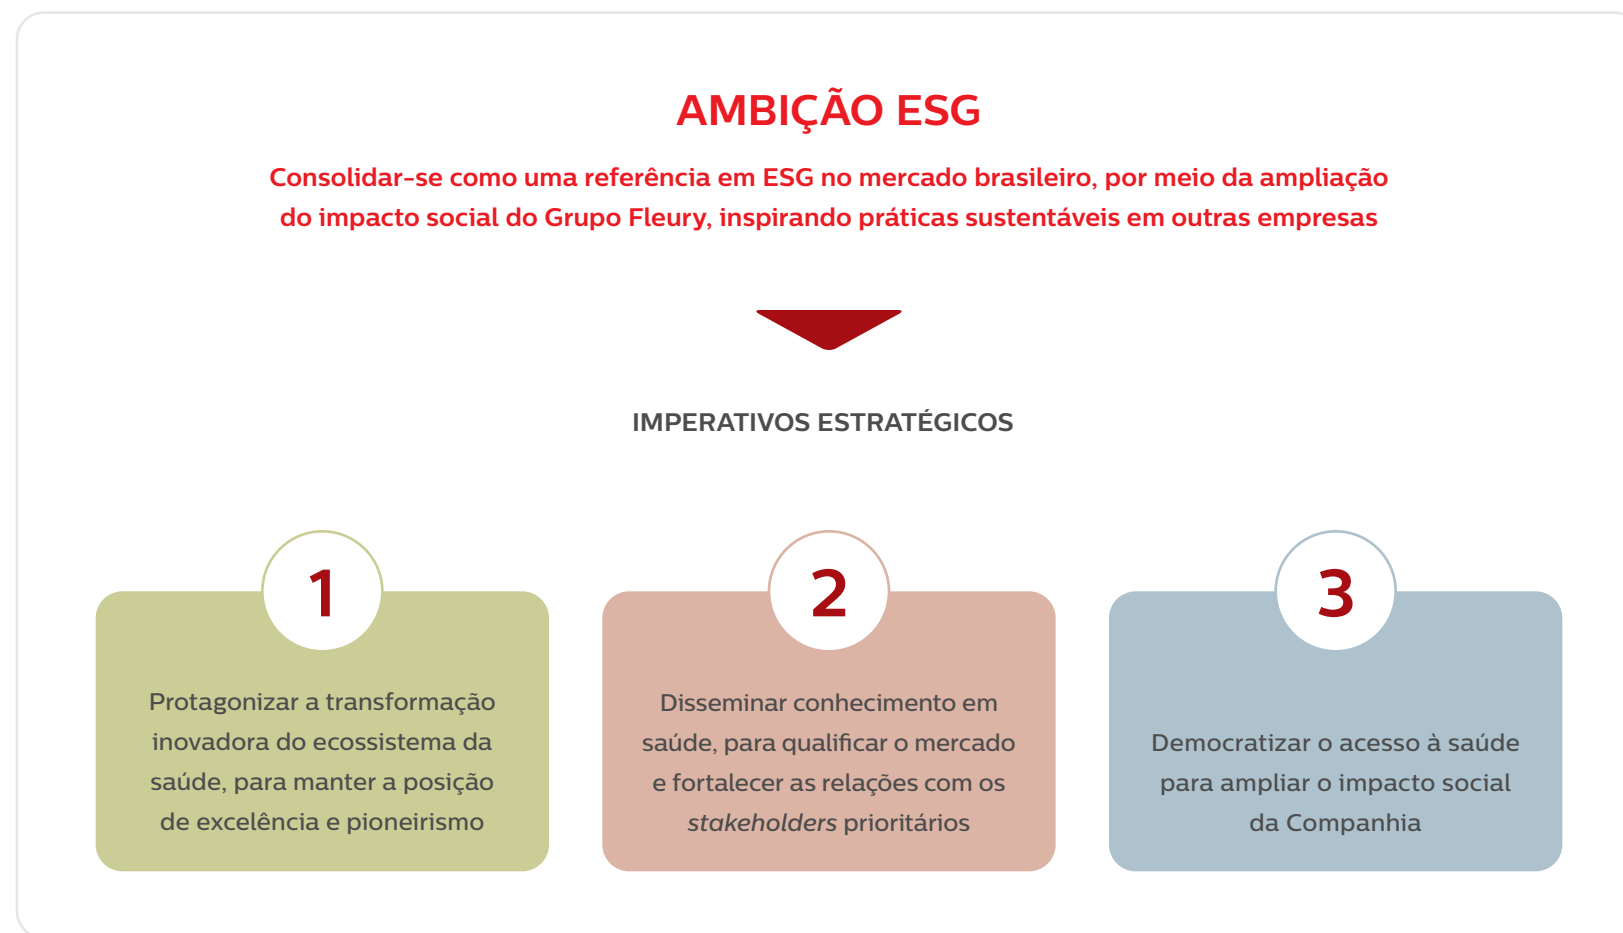 AMBIÇÃO ESG
Consolidar-se como uma referência em ESG no mercado brasileiro, por meio da ampliação
do impacto social do Grupo Fleury, inspirando práticas sustentáveis em outras empresas
IMPERATIVOS ESTRATÉGICOS
1
Protagonizar a transformação
inovadora do ecossistema da
saúde, para manter a posição
de excelência e pioneirismo
2
Disseminar conhecimento em
saúde, para qualificar o mercado
e fortalecer as relações com os
stakeholders prioritários
3
Democratizar o acesso à saúde
para ampliar o impacto social
da Companhia